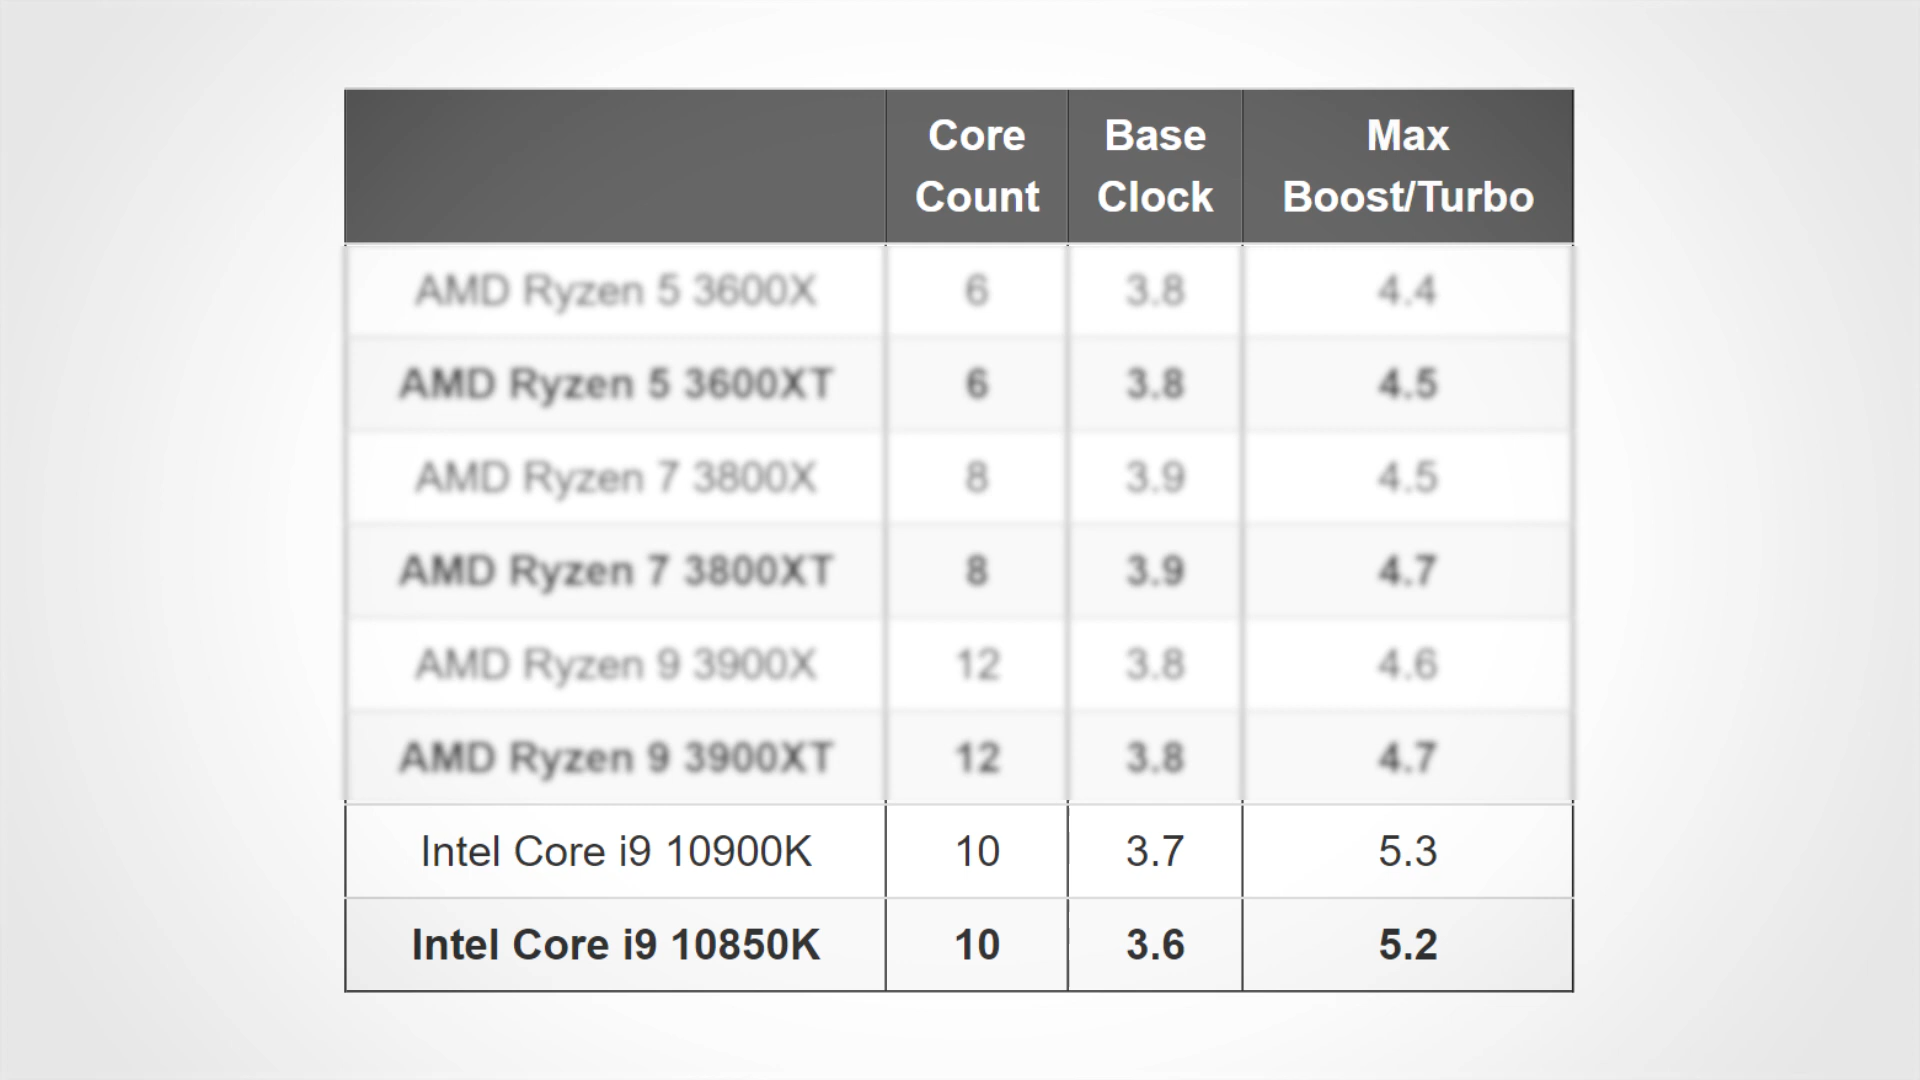 Core Count Base Clock Max Boost/Turbo
AMD Ryzen 5 3600X 6 3.8 4.4
AMD Ryzen 5 3600XT 6 3.8 4.5
AMD Ryzen 7 3800X 8 3.9 4.5
AMD Ryzen 7 3800XT 8 3.9 4.7
AMD Ryzen 9 3900X 12 3.8 4.6
AMD Ryzen 9 3900XT 12 3.8 4.7
Intel Core i9 10900K 10 3.7 5.3
Intel Core i9 10850K 10 3.6 5.2